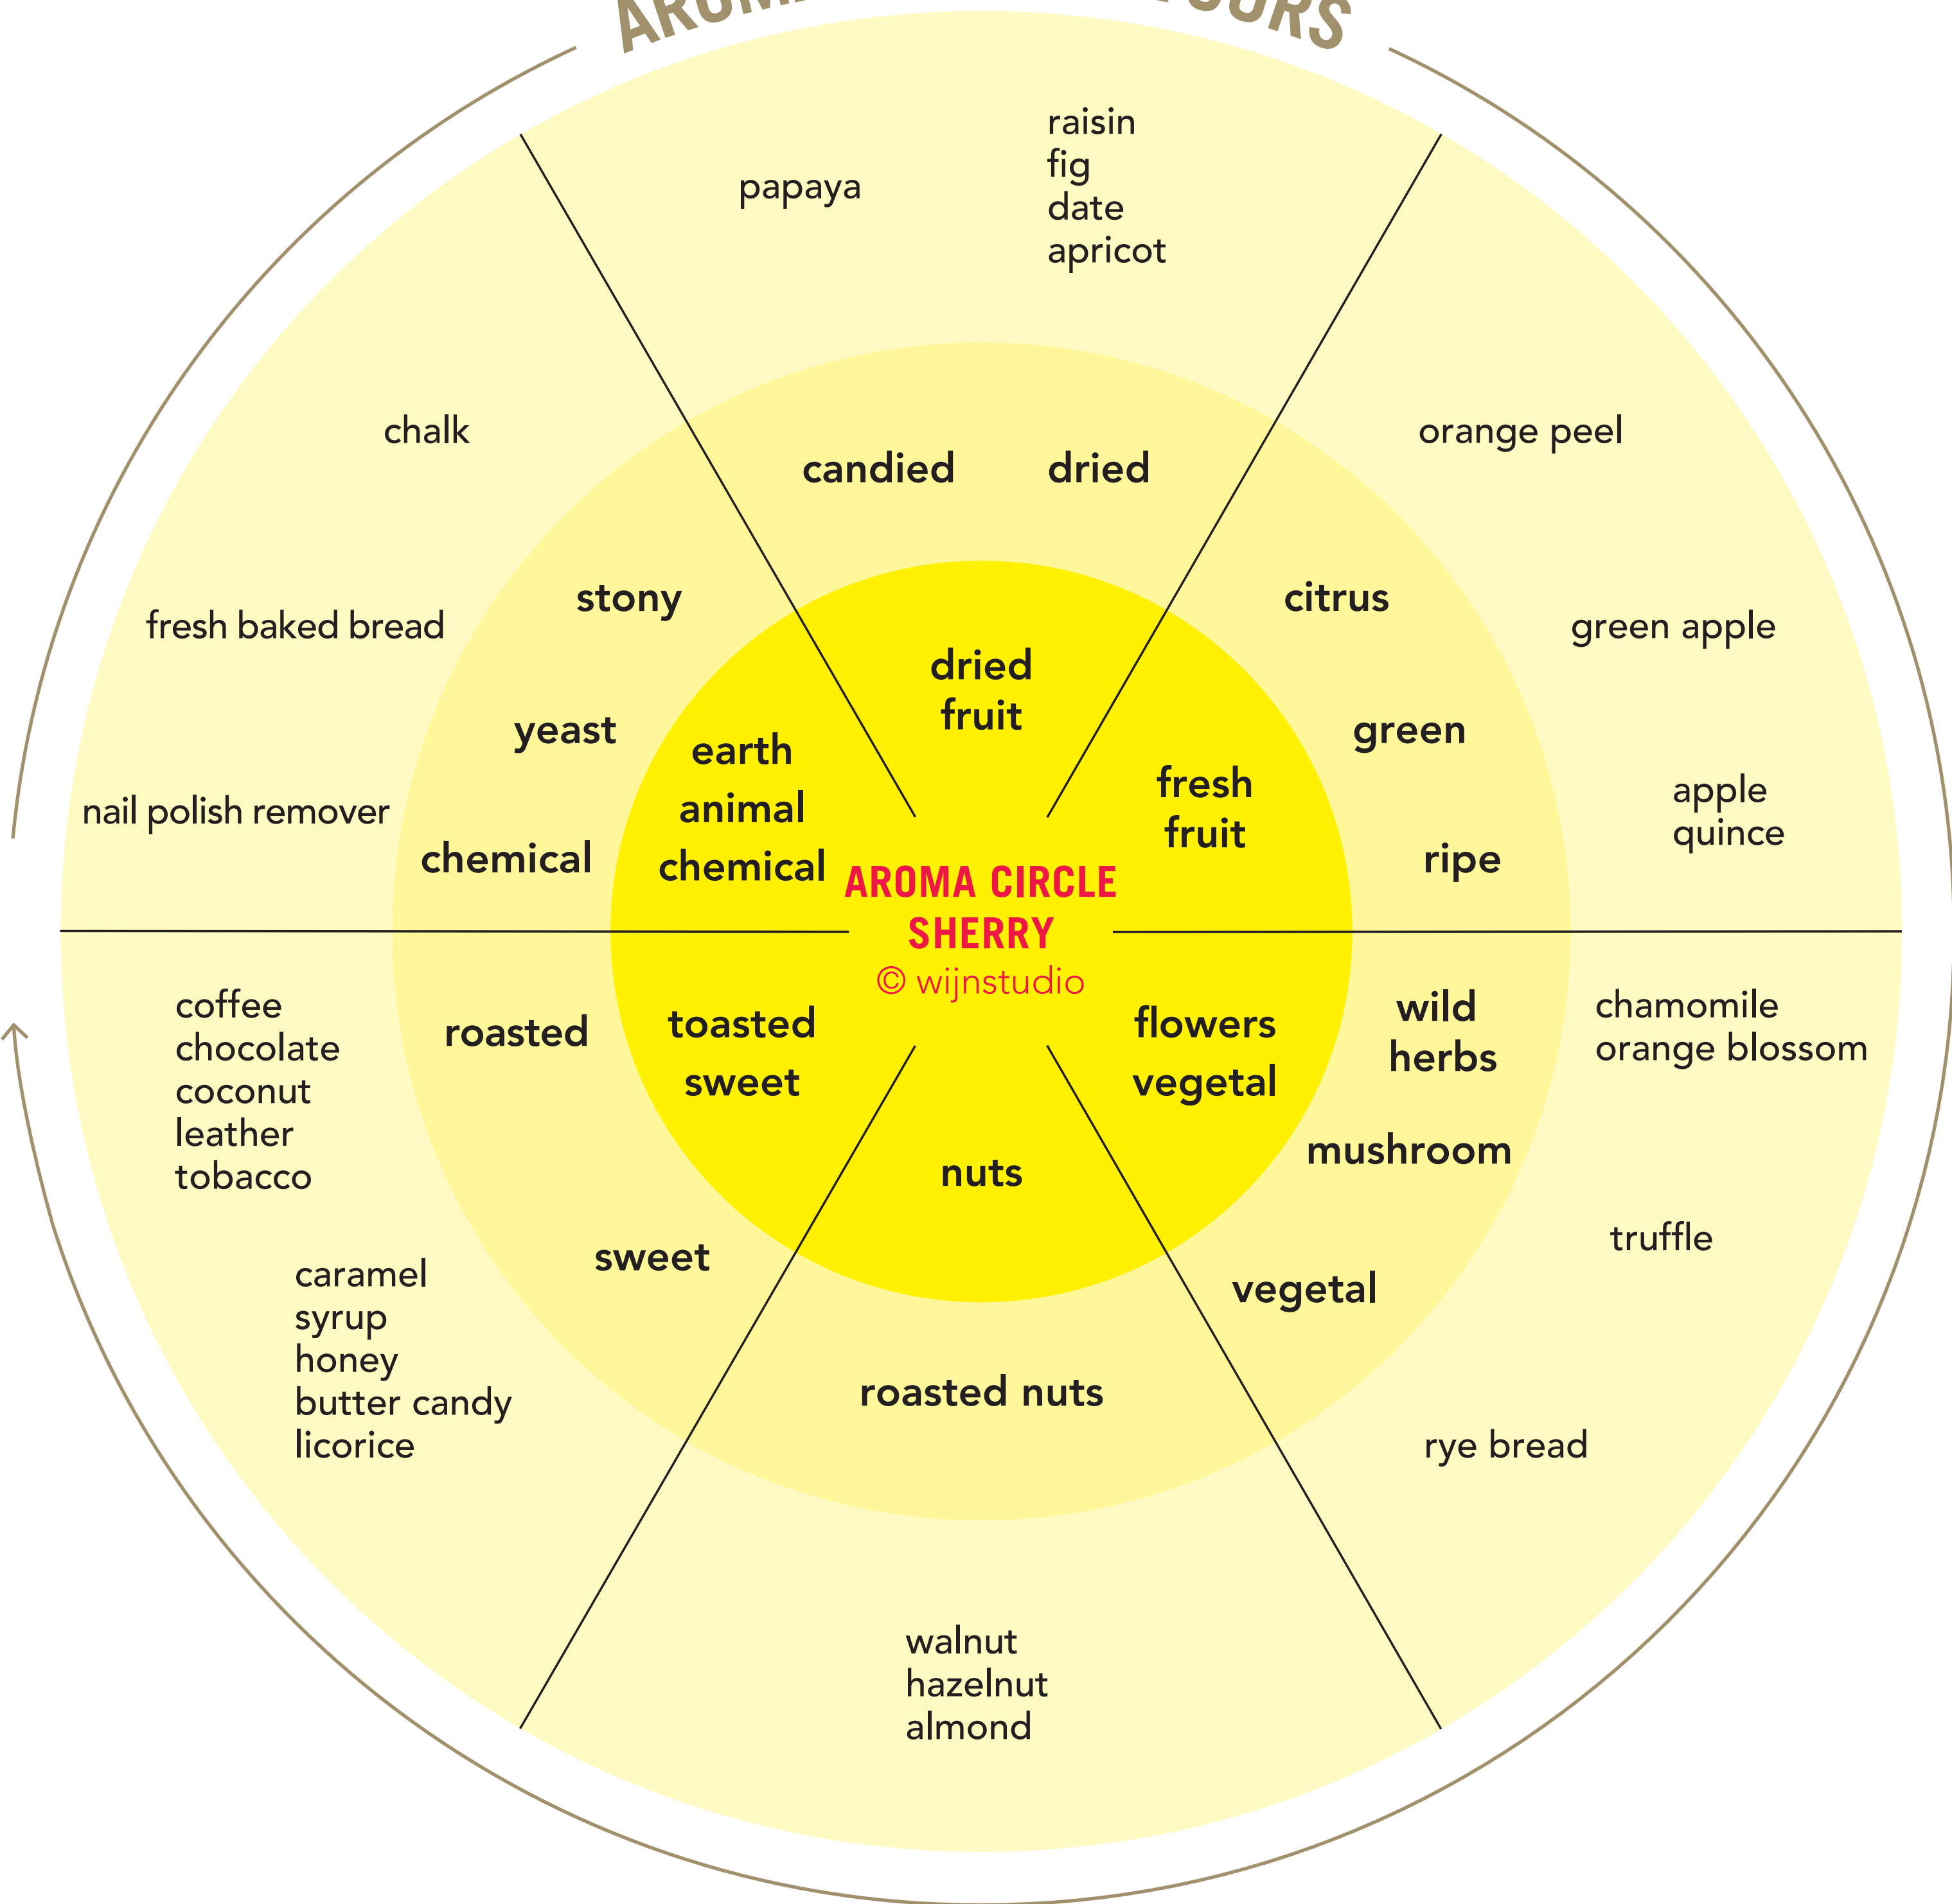 raisin
fig
date
apricot
papaya
candied
dried
dried
fruit
orange peel
green apple
apple
quince
citrus
green
ripe
fresh
fruit
chamomile
orange blossom
truffle
rye bread
wild
herbs
mushroom
vegetal
flowers
vegetal
nuts
roasted nuts
walnut
hazelnut
almond
toasted
sweet
roasted
sweet
coffee
chocolate
coconut
leather
tobacco
caramel
syrup
honey
butter candy
licorice
chalk
fresh baked bread
nail polish remover
stony
yeast
chemical
earth
animal
chemical
AROMA CIRCLE
SHERRY
© wijnstudio